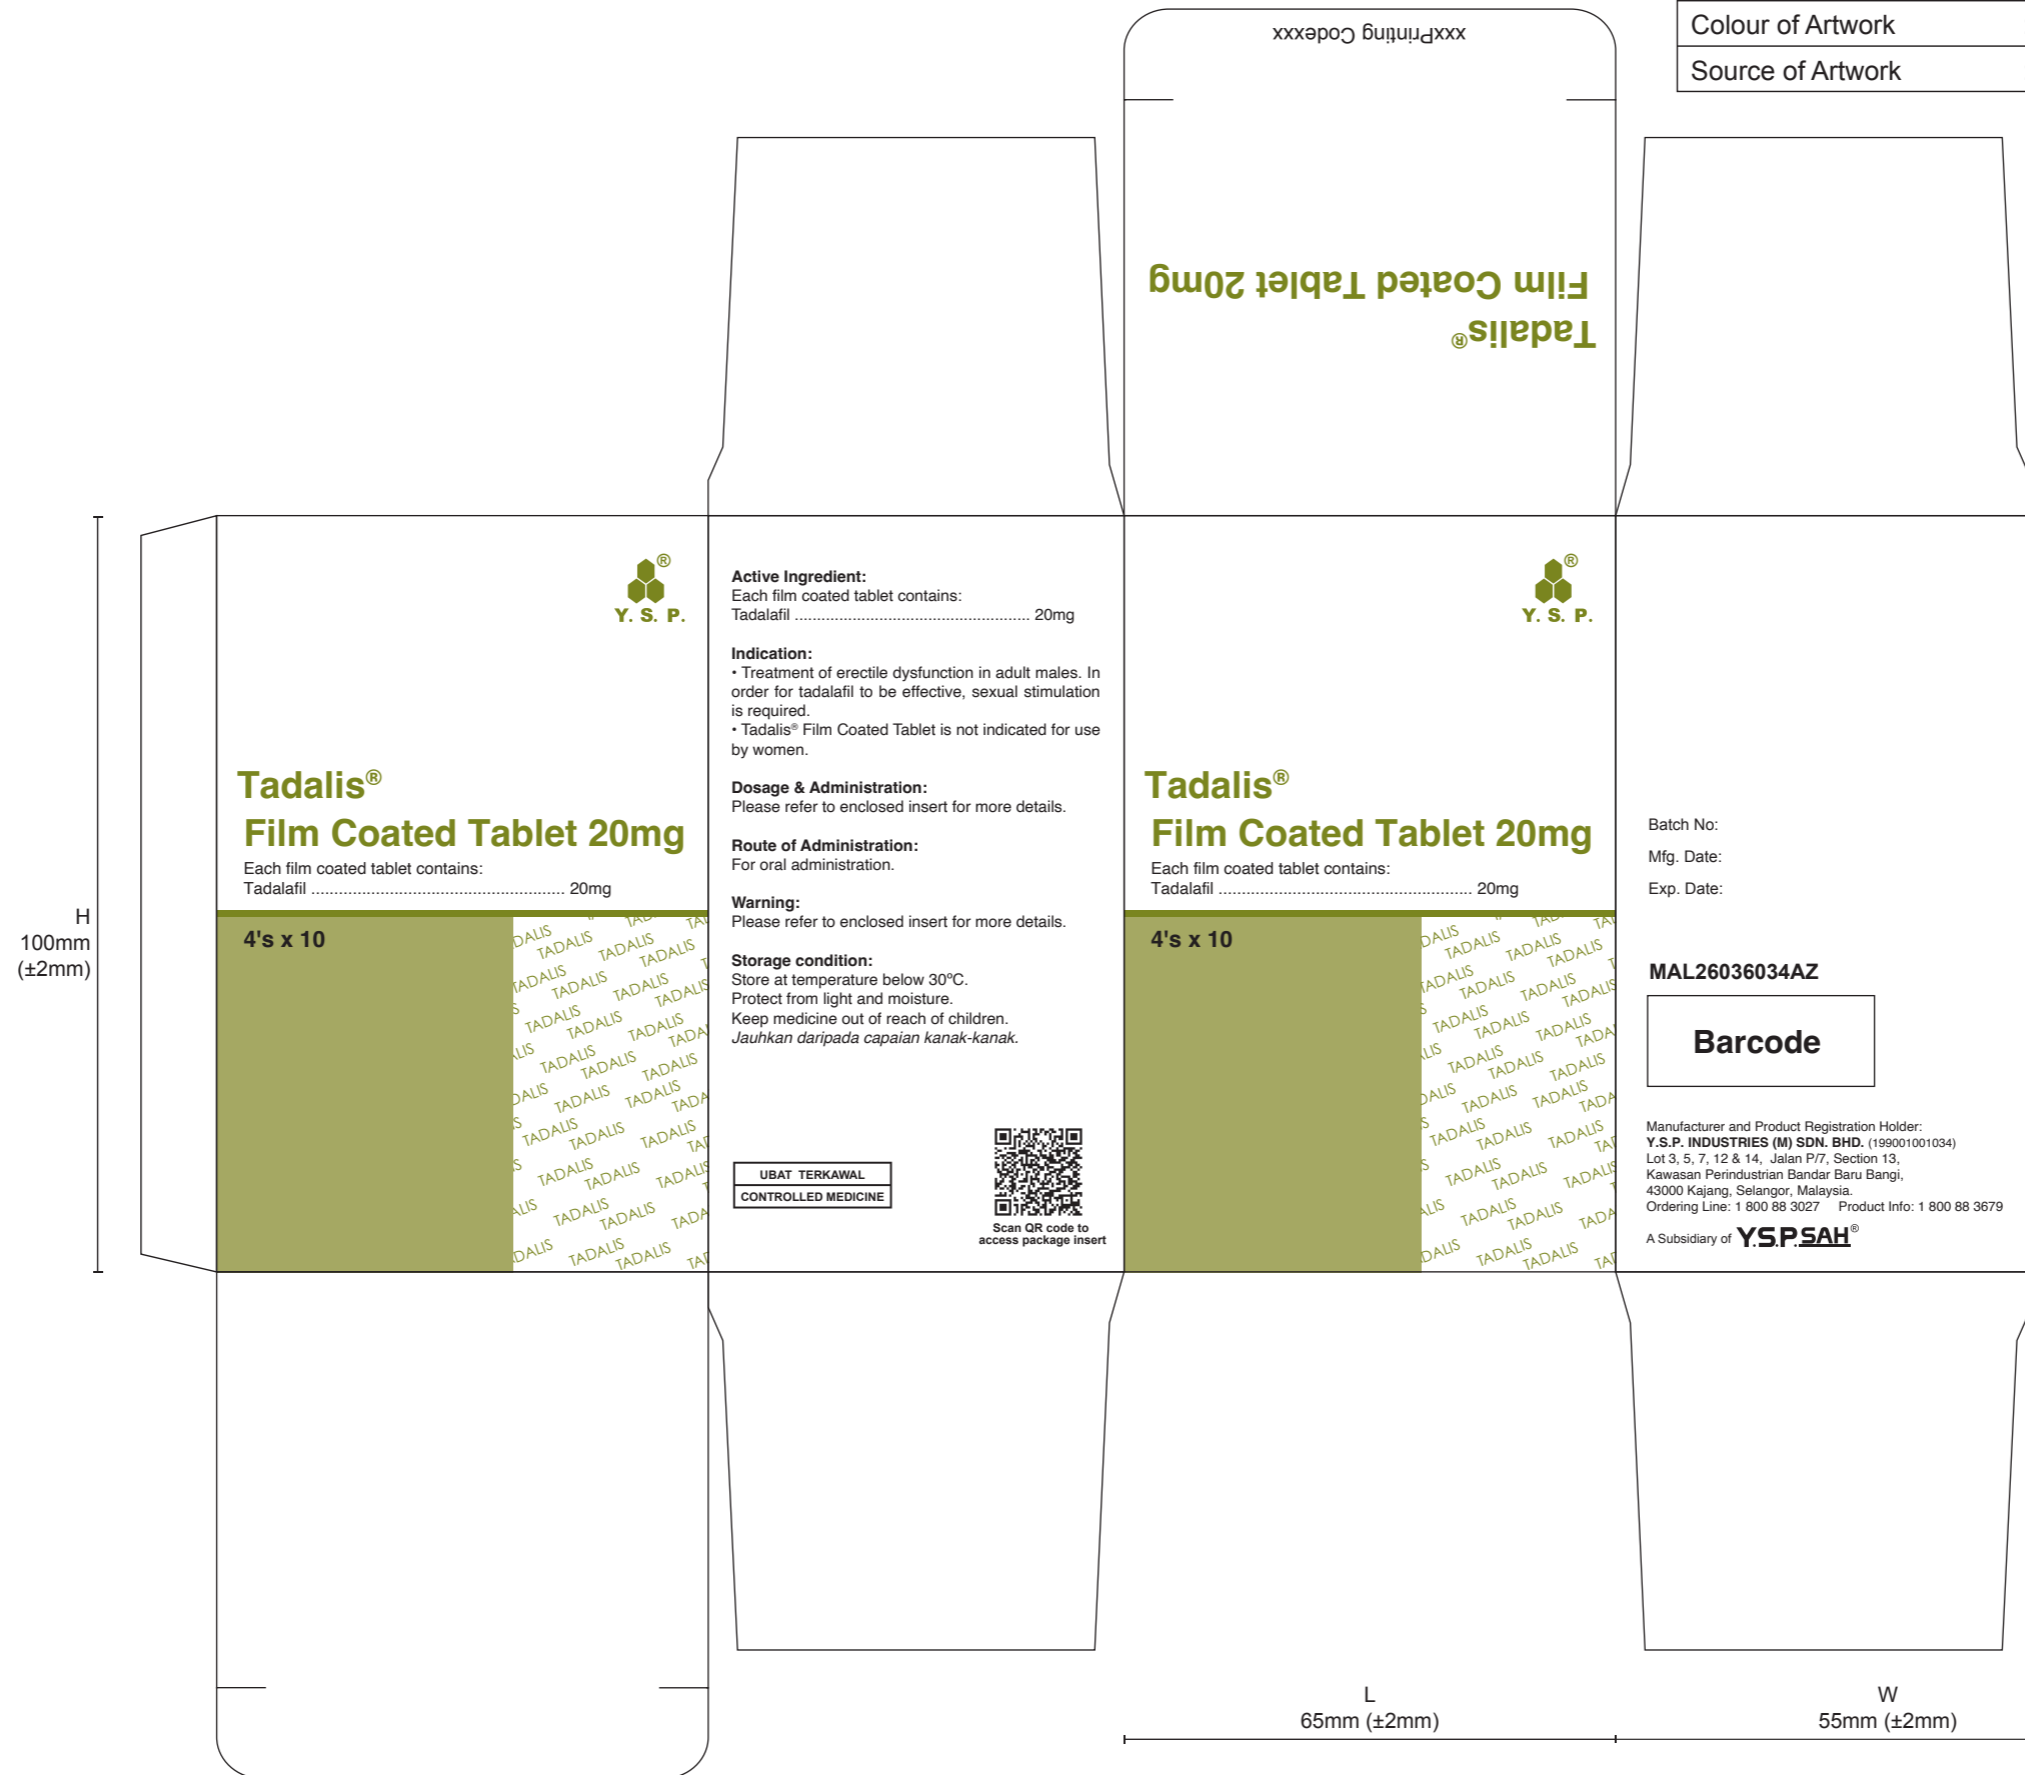 Colour of Artwork
Source of Artwork
xxxPrinting Codexxx
Tadalis®
Film Coated Tablet 20mg
H
100mm
(±2mm)
®
Y. S. P.
Tadalis®
Film Coated Tablet 20mg
Each film coated tablet contains:
Tadalafil ........................................................ 20mg
4's x 10
TADALIS
Active Ingredient:
Each film coated tablet contains:
Tadalafil ..................................................... 20mg
Indication:
• Treatment of erectile dysfunction in adult males. In
order for tadalafil to be effective, sexual stimulation
is required.
• Tadalis® Film Coated Tablet is not indicated for use
by women.
Dosage & Administration:
Please refer to enclosed insert for more details.
Route of Administration:
For oral administration.
Warning:
Please refer to enclosed insert for more details.
Storage condition:
Store at temperature below 30ºC.
Protect from light and moisture.
Keep medicine out of reach of children.
Jauhkan daripada capaian kanak-kanak.
UBAT TERKAWAL
CONTROLLED MEDICINE
Scan QR code to
access package insert
®
Y. S. P.
Tadalis®
Film Coated Tablet 20mg
Each film coated tablet contains:
Tadalafil ........................................................ 20mg
4's x 10
TADALIS
Batch No:
Mfg. Date:
Exp. Date:
MAL26036034AZ
Barcode
Manufacturer and Product Registration Holder:
Y.S.P. INDUSTRIES (M) SDN. BHD. (199001001034)
Lot 3, 5, 7, 12 & 14, Jalan P/7, Section 13,
Kawasan Perindustrian Bandar Baru Bangi,
43000 Kajang, Selangor, Malaysia.
Ordering Line: 1 800 88 3027 Product Info: 1 800 88 3679
A Subsidiary of Y.S.P.SAH®
L
65mm (±2mm)
W
55mm (±2mm)